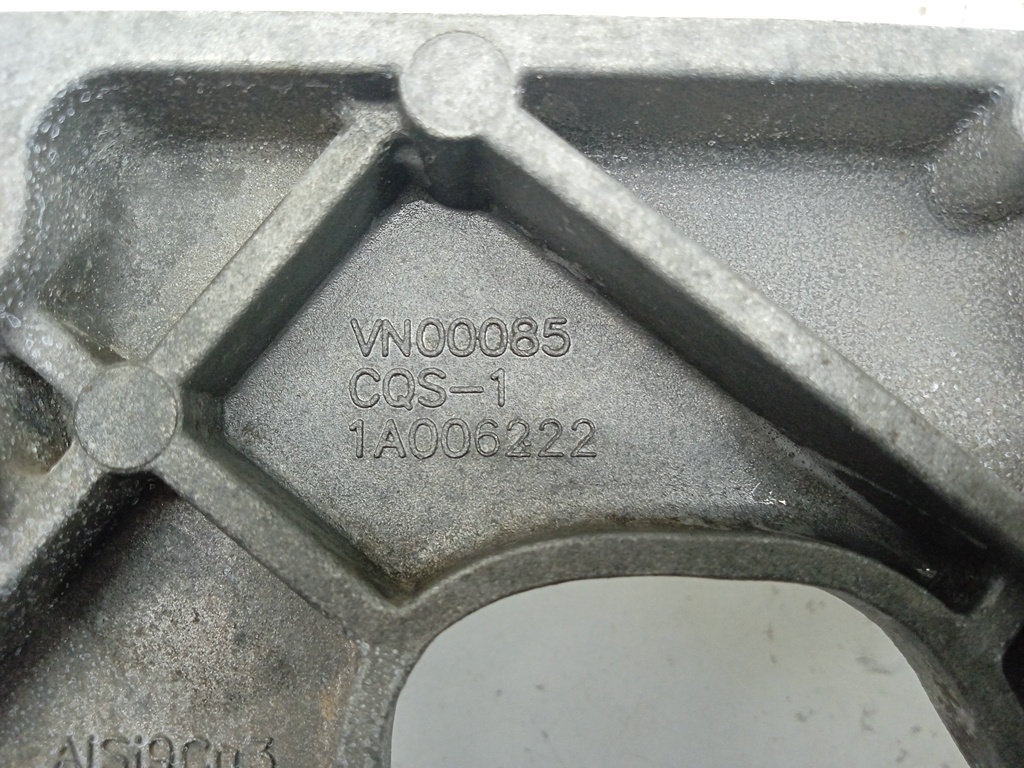 VN00085
CQS-1
1A006222
AlSi9Cu3